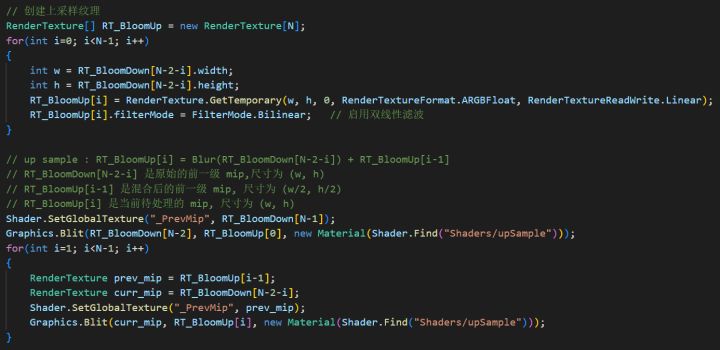 // 创建上采样纹理
RenderTexture[] RT_BloomUp = new RenderTexture[N];
for(int i=0; i<N-1; i++)
{
    int w = RT_BloomDown[N-2-i].width;
    int h = RT_BloomDown[N-2-i].height;
    RT_BloomUp[i] = RenderTexture.GetTemporary(w, h, 0, RenderTextureFormat.ARGBFloat, RenderTextureReadWrite.Linear);
    RT_BloomUp[i].filterMode = FilterMode.Bilinear;   // 启用双线性滤波
}
// up sample : RT_BloomUp[i] = Blur(RT_BloomDown[N-2-i]) + RT_BloomUp[i-1]
// RT_BloomDown[N-2-i] 是原始的前一级 mip,尺寸为 (w, h)
// RT_BloomUp[i-1] 是混合后的前一级 mip, 尺寸为 (w/2, h/2)
// RT_BloomUp[i] 是当前待处理的 mip, 尺寸为 (w, h)
Shader.SetGlobalTexture("_PrevMip", RT_BloomDown[N-1]);
Graphics.Blit(RT_BloomDown[N-2], RT_BloomUp[0], new Material(Shader.Find("Shaders/upSample")));
for(int i=1; i<N-1; i++)
{
    RenderTexture prev_mip = RT_BloomUp[i-1];
    RenderTexture curr_mip = RT_BloomDown[N-2-i];
    Shader.SetGlobalTexture("_PrevMip", prev_mip);
    Graphics.Blit(curr_mip, RT_BloomUp[i], new Material(Shader.Find("Shaders/upSample")));
}